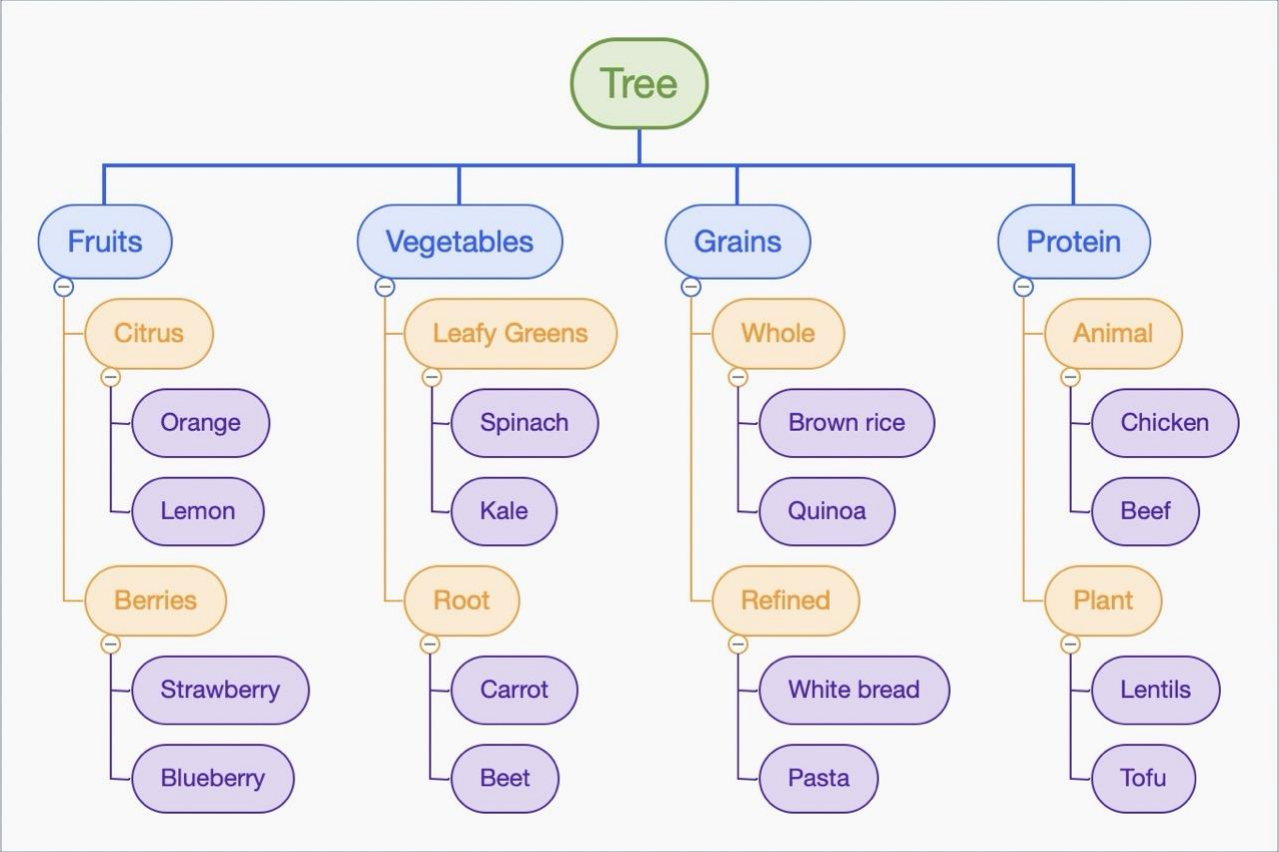 Tree
Fruits
Citrus
Orange
Lemon
Berries
Strawberry
Blueberry
Vegetables
Leafy Greens
Spinach
Kale
Root
Carrot
Beet
Grains
Whole
Brown rice
Quinoa
Refined
White bread
Pasta
Protein
Animal
Chicken
Beef
Plant
Lentils
Tofu